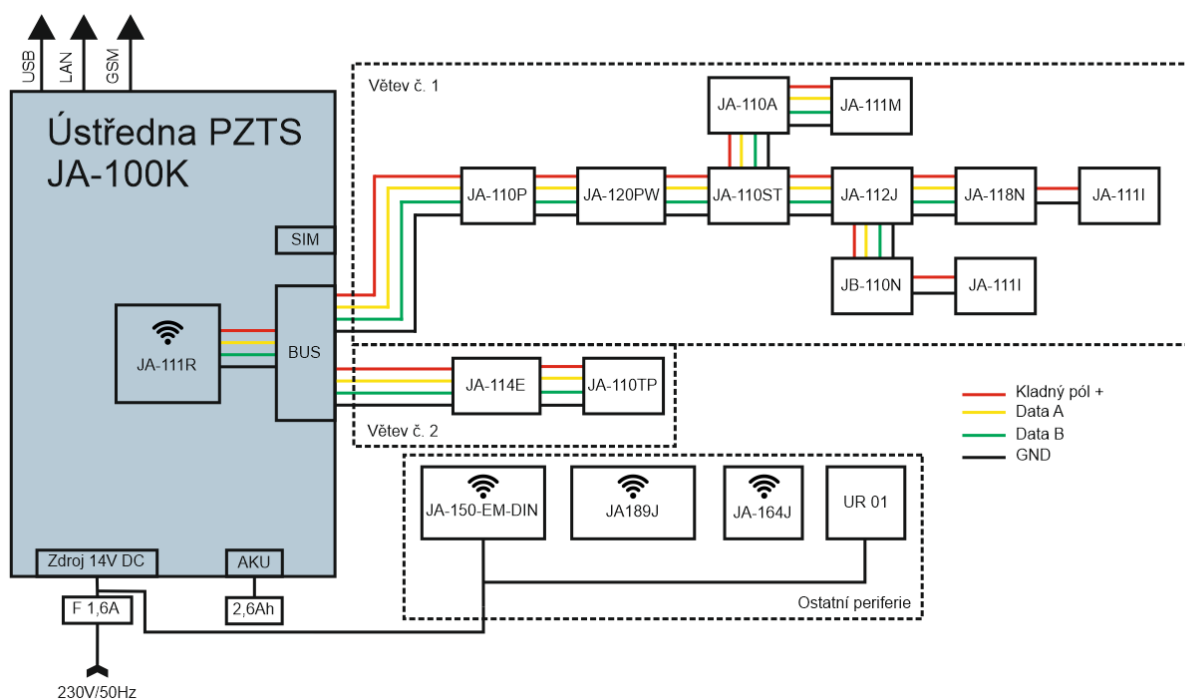 USB
LAN
GSM
Ústředna PZTS
JA-100K
SIM
JA-111R
BUS
Zdroj 14V DC
AKU
F 1,6A
2,6Ah
230V/50Hz
Větev č. 1
JA-110A
JA-111M
JA-110P
JA-120PW
JA-110ST
JA-112J
JA-118N
JA-111I
JB-110N
JA-111I
JA-114E
JA-110TP
Větev č. 2
Kladný pól +
Data A
Data B
GND
JA-150-EM-DIN
JA189J
JA-164J
UR 01
Ostatní periferie